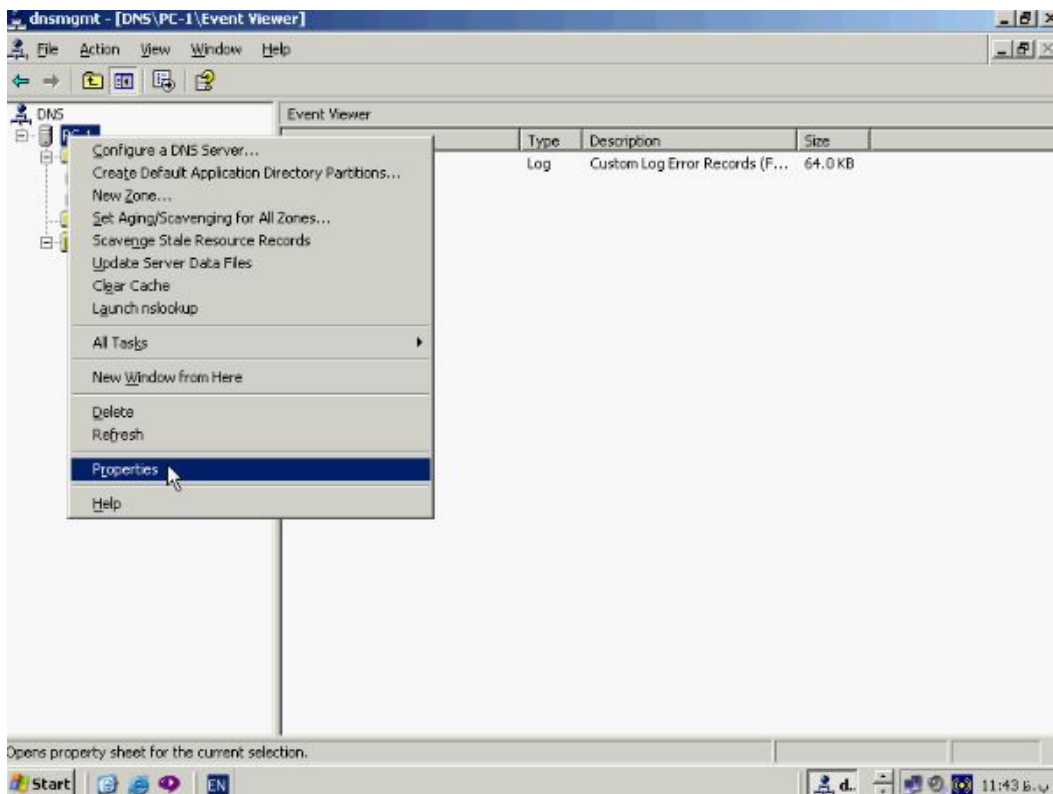 dnsmgmt - [DNS\PC-1\Event Viewer]
File Action View Window Help
DNS
Event Viewer
PC-1
Type Description Size
Log Custom Log Error Records (F... 64.0 KB
Configure a DNS Server...
Create Default Application Directory Partitions...
New Zone...
Set Aging/Scavenging for All Zones...
Scavenge Stale Resource Records
Update Server Data Files
Clear Cache
Launch nslookup
All Tasks
New Window from Here
Delete
Refresh
Properties
Help
Opens property sheet for the current selection.
Start EN d.. 11:43 ب.ظ